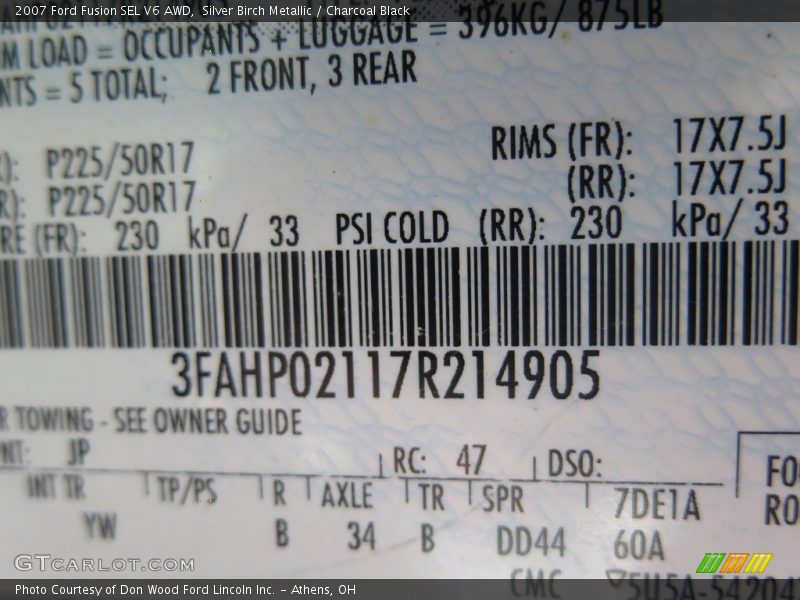 2007 Ford Fusion SEL V6 AWD, Silver Birch Metallic / Charcoal Black
= 396KG/ 875LB
M LOAD = OCCUPANTS + LUGGAGE
NTS = 5 TOTAL; 2 FRONT, 3 REAR
R): P225/50R17 RIMS (FR): 17X7.5J
R): P225/50R17 (RR): 17X7.5J
RE (FR): 230 kPa/ 33 PSI COLD (RR): 230 kPa/ 33
3FAHP02117R214905
R TOWING - SEE OWNER GUIDE
NT: JP RC: 47 DSO: FO
INT TR TP/PS R AXLE TR SPR 7DE1A RO
YW B 34 B DD44 60A
CMC ▽5U5A-54204
GTCARLOT.COM
Photo Courtesy of Don Wood Ford Lincoln Inc. – Athens, OH